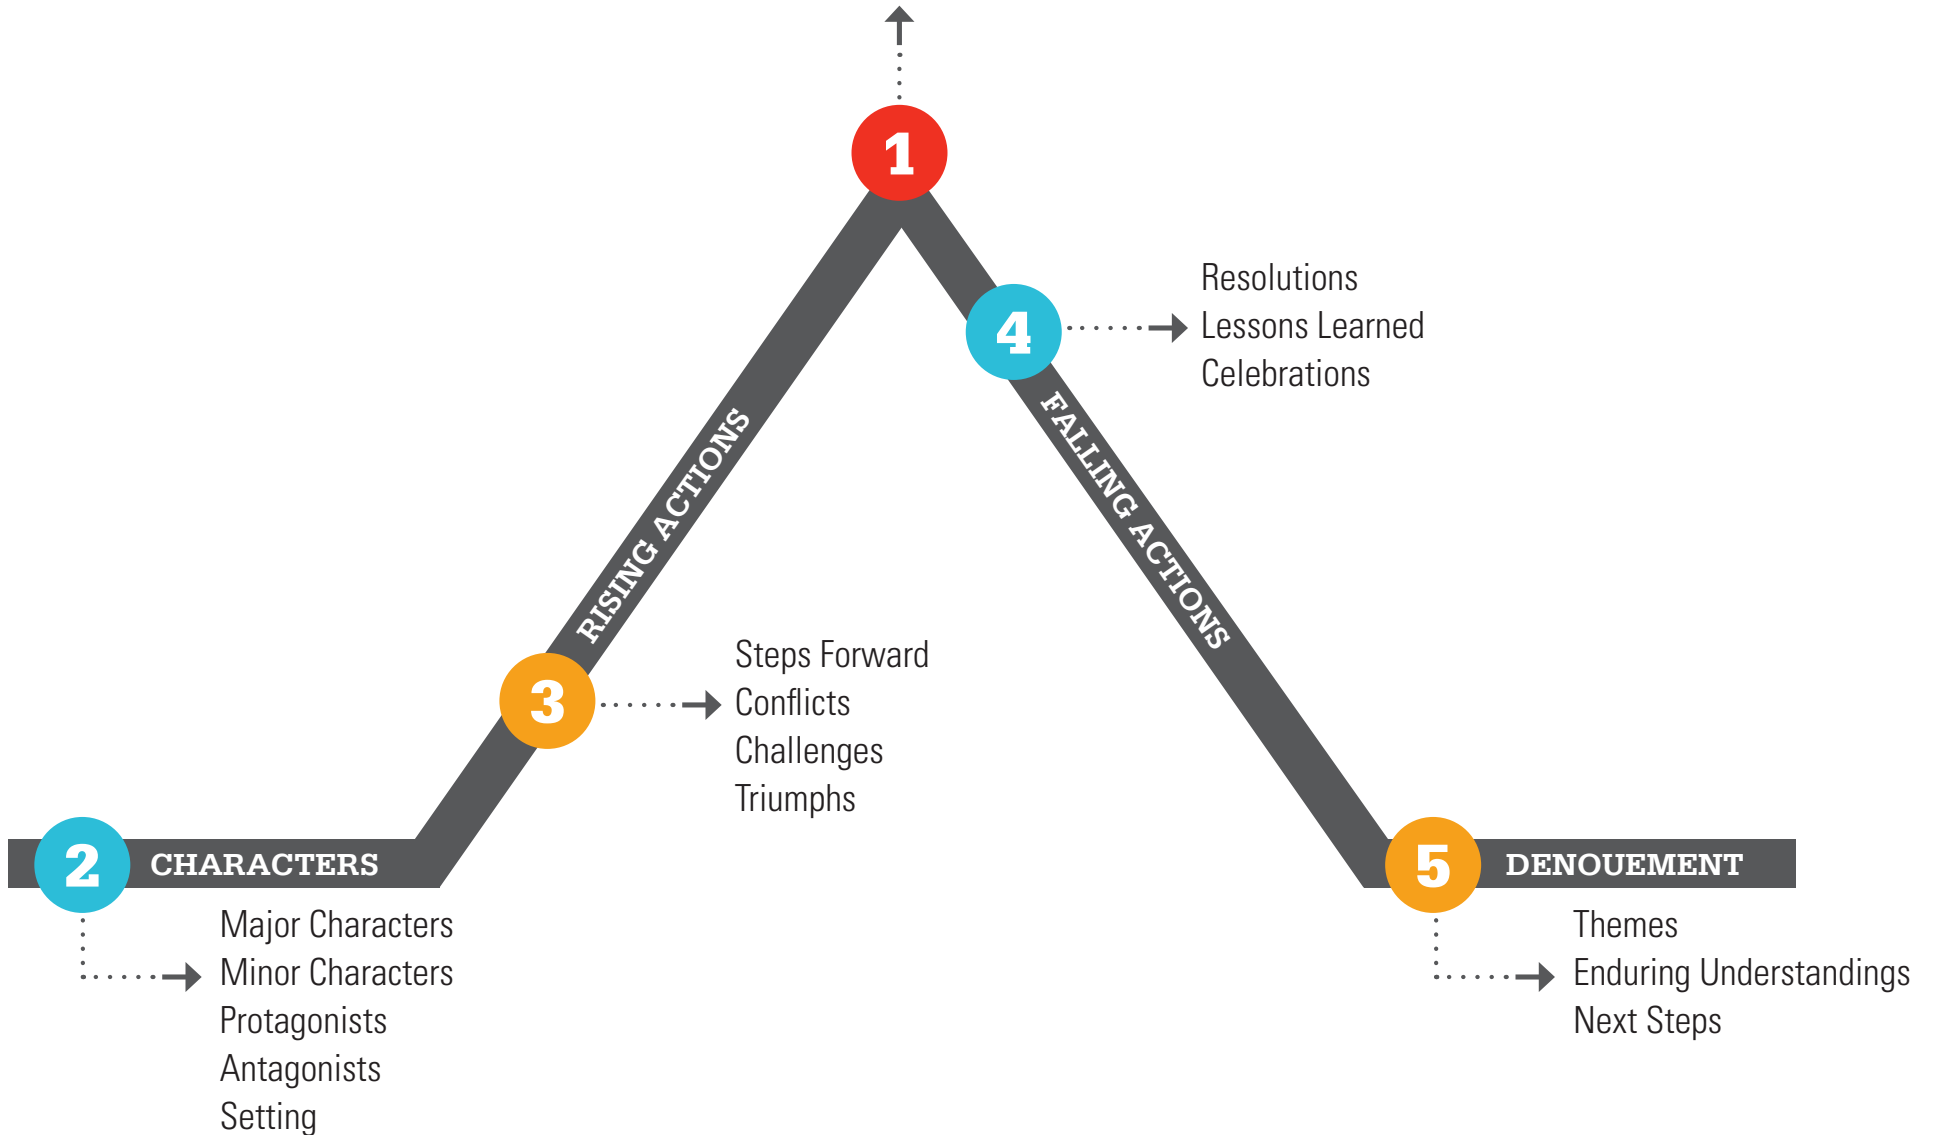 1
4
Resolutions
Lessons Learned
Celebrations
RISING ACTIONS
FALLING ACTIONS
3
Steps Forward
Conflicts
Challenges
Triumphs
2
CHARACTERS
Major Characters
Minor Characters
Protagonists
Antagonists
Setting
5
DENOUEMENT
Themes
Enduring Understandings
Next Steps